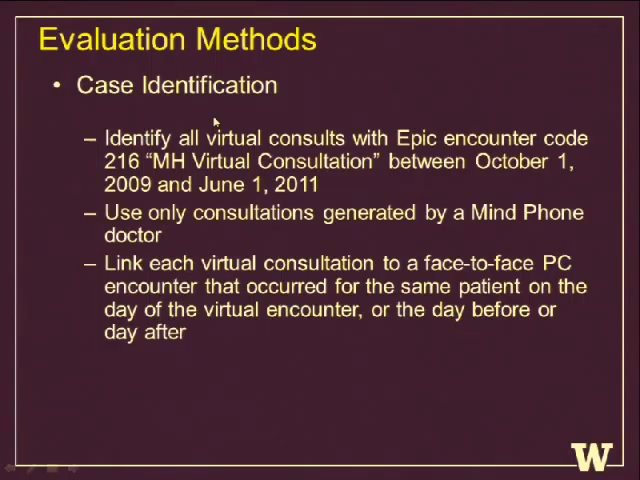 Evaluation Methods
• Case Identification
– Identify all virtual consults with Epic encounter code
216 “MH Virtual Consultation” between October 1,
2009 and June 1, 2011
– Use only consultations generated by a Mind Phone
doctor
– Link each virtual consultation to a face-to-face PC
encounter that occurred for the same patient on the
day of the virtual encounter, or the day before or
day after
W